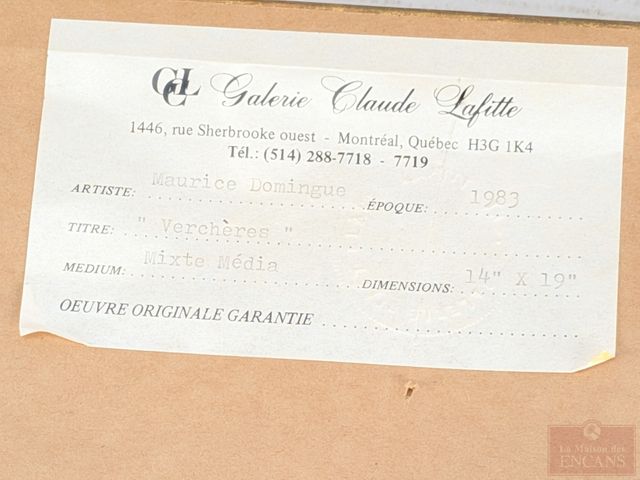 GCL Galerie Claude Lafitte
1446, rue Sherbrooke ouest - Montréal, Québec H3G 1K4
Tél.: (514) 288-7718 - 7719
ARTISTE: Maurice Domingue ÉPOQUE: 1983
TITRE: " Verchères "
MEDIUM: Mixte Média DIMENSIONS: 14" X 19"
OEUVRE ORIGINALE GARANTIE
La Maison des
ENCANS